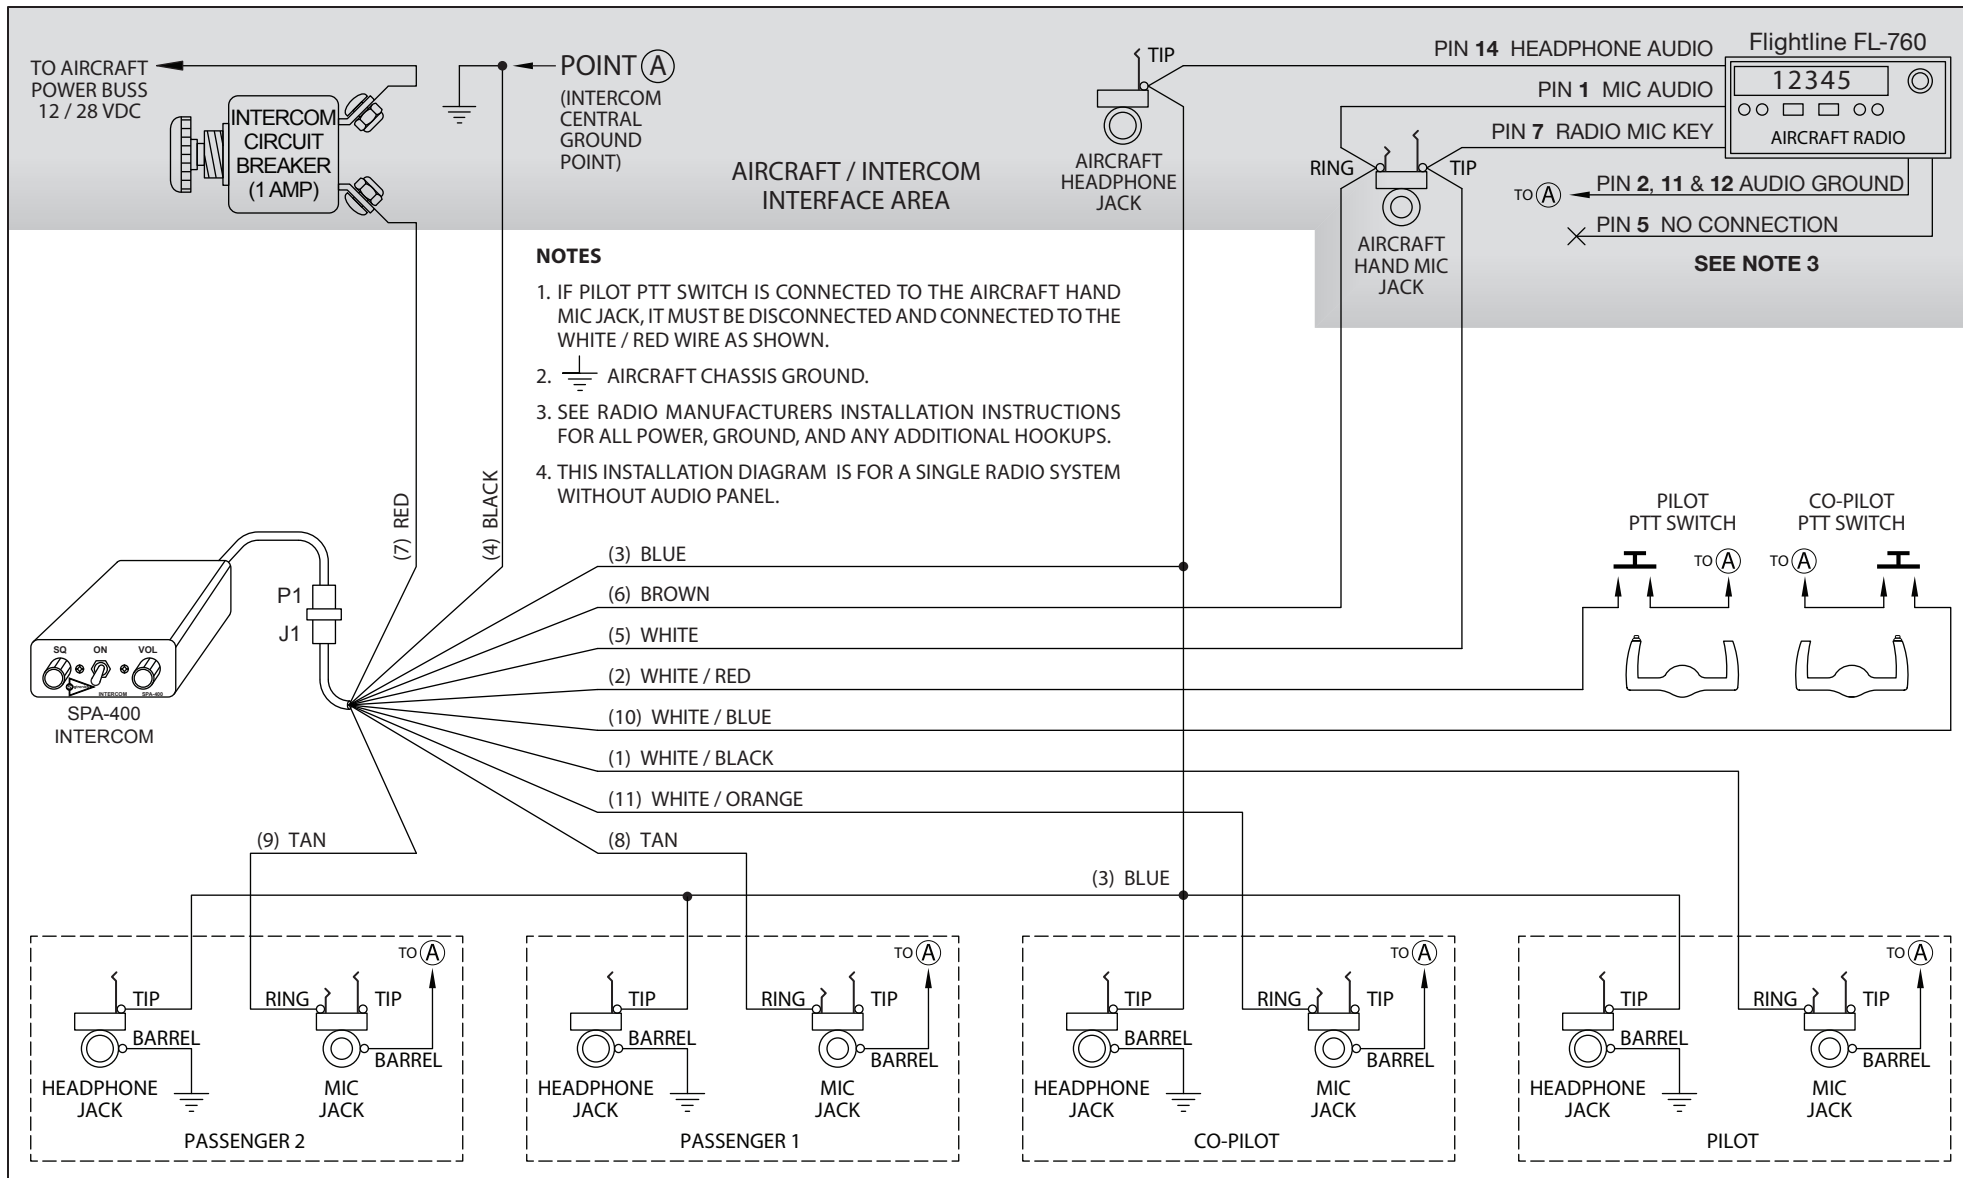 TO AIRCRAFT
POWER BUSS
12 / 28 VDC
INTERCOM
CIRCUIT
BREAKER
(1 AMP)
POINT A
(INTERCOM
CENTRAL
GROUND
POINT)
AIRCRAFT / INTERCOM
INTERFACE AREA
TIP
AIRCRAFT
HEADPHONE
JACK
PIN 14 HEADPHONE AUDIO
PIN 1 MIC AUDIO
PIN 7 RADIO MIC KEY
RING
TIP
AIRCRAFT
HAND MIC
JACK
Flightline FL-760
12345
AIRCRAFT RADIO
TO A
PIN 2, 11 & 12 AUDIO GROUND
PIN 5 NO CONNECTION
SEE NOTE 3
NOTES
1. IF PILOT PTT SWITCH IS CONNECTED TO THE AIRCRAFT HAND
MIC JACK, IT MUST BE DISCONNECTED AND CONNECTED TO THE
WHITE / RED WIRE AS SHOWN.
2. AIRCRAFT CHASSIS GROUND.
3. SEE RADIO MANUFACTURERS INSTALLATION INSTRUCTIONS
FOR ALL POWER, GROUND, AND ANY ADDITIONAL HOOKUPS.
4. THIS INSTALLATION DIAGRAM IS FOR A SINGLE RADIO SYSTEM
WITHOUT AUDIO PANEL.
(7) RED
(4) BLACK
(3) BLUE
(6) BROWN
(5) WHITE
(2) WHITE / RED
(10) WHITE / BLUE
(1) WHITE / BLACK
(11) WHITE / ORANGE
(8) TAN
(9) TAN
(3) BLUE
PILOT
PTT SWITCH
TO A
CO-PILOT
PTT SWITCH
TO A
P1
J1
SQ
ON
VOL
INTERCOM
SPA-400
SPA-400
INTERCOM
TIP
BARREL
HEADPHONE
JACK
RING
TIP
TO A
BARREL
MIC
JACK
PASSENGER 2
TIP
BARREL
HEADPHONE
JACK
RING
TIP
TO A
BARREL
MIC
JACK
PASSENGER 1
TIP
BARREL
HEADPHONE
JACK
RING
TIP
TO A
BARREL
MIC
JACK
CO-PILOT
TIP
BARREL
HEADPHONE
JACK
RING
TIP
TO A
BARREL
MIC
JACK
PILOT